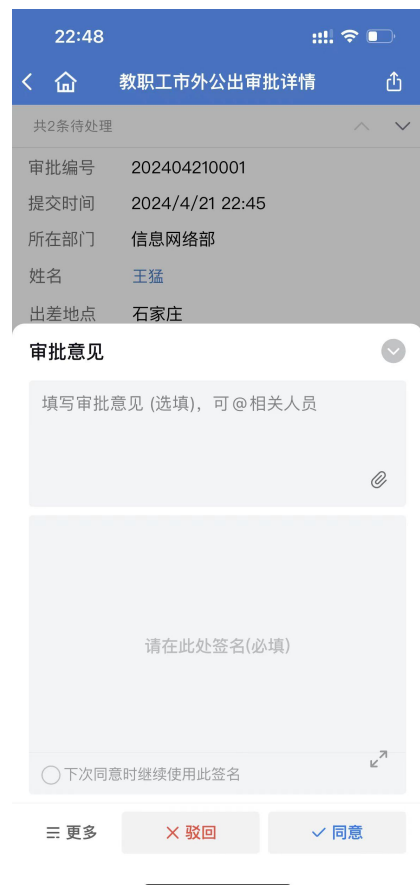 22:48
教职工市外公出审批详情
共2条待处理
审批编号 202404210001
提交时间 2024/4/21 22:45
所在部门 信息网络部
姓名 王猛
出差地点 石家庄
审批意见
填写审批意见 (选填)，可@相关人员
请在此处签名(必填)
下次同意时继续使用此签名
更多 驳回 同意